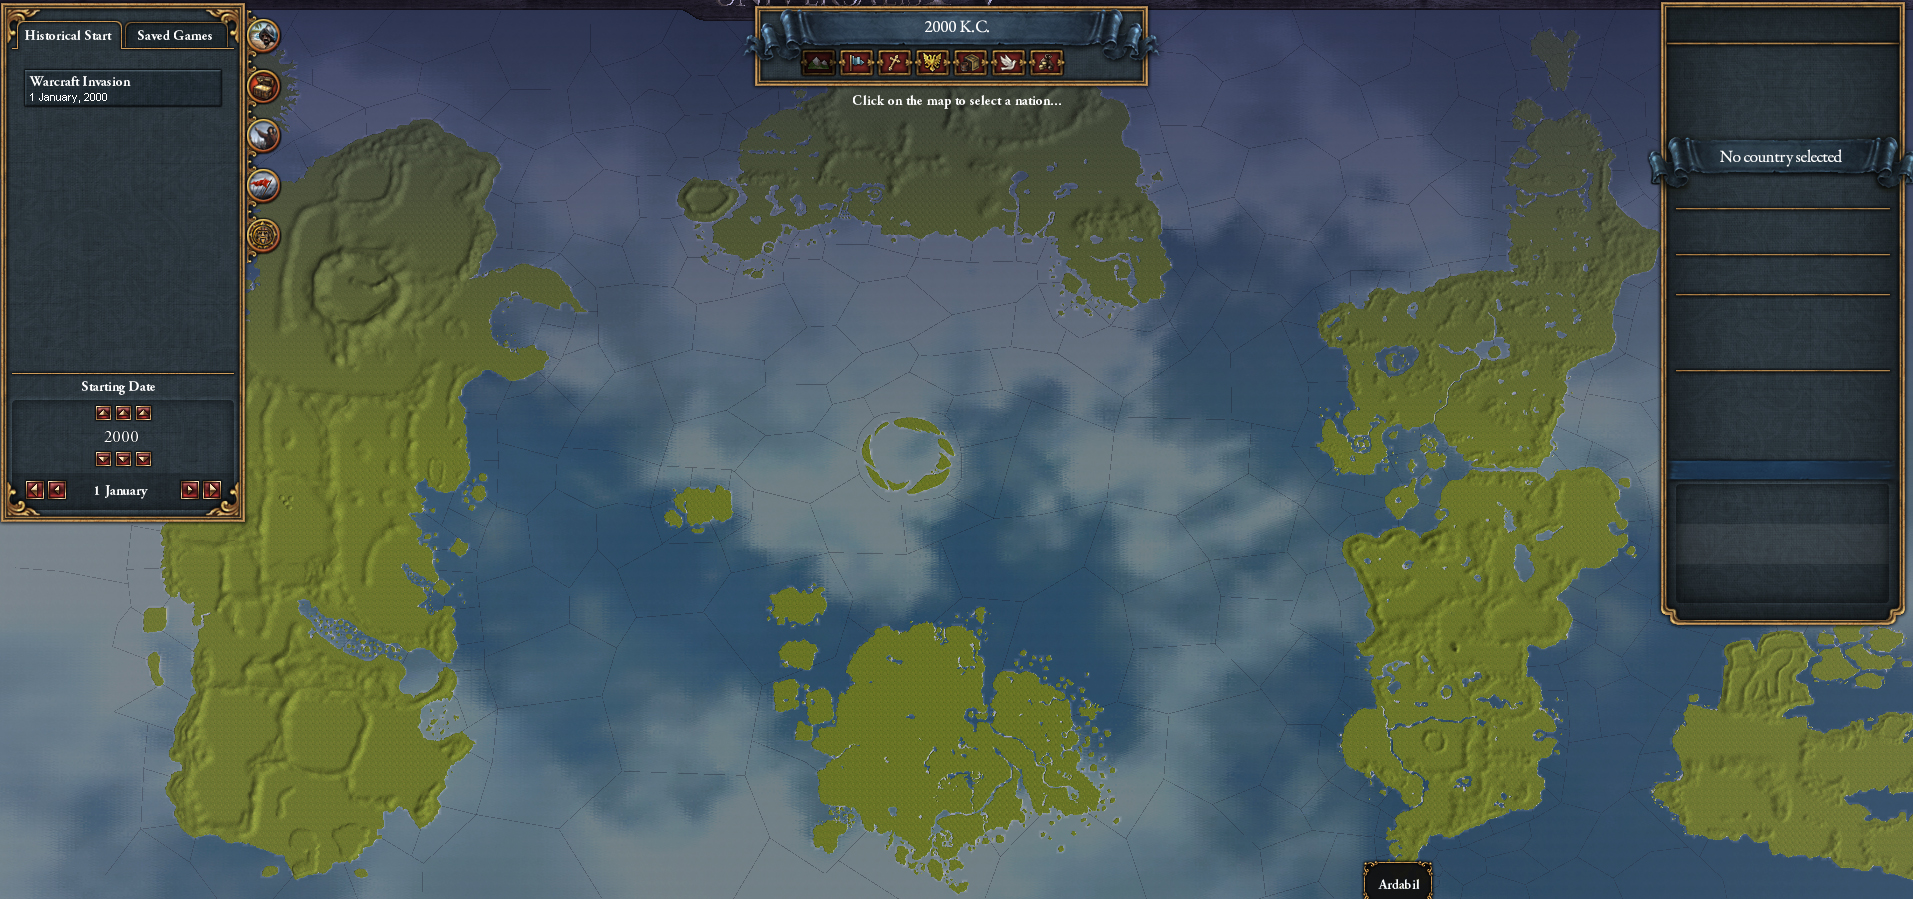 Historical Start
Saved Games
Warcraft Invasion
1 January, 2000
Starting Date
2000
1 January
2000 K.C.
Click on the map to select a nation...
No country selected
Ardabil